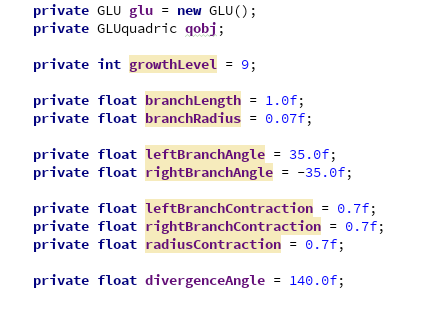 private GLU glu = new GLU();
private GLUquadric qobj;
private int growthLevel = 9;
private float branchLength = 1.0f;
private float branchRadius = 0.07f;
private float leftBranchAngle = 35.0f;
private float rightBranchAngle = -35.0f;
private float leftBranchContraction = 0.7f;
private float rightBranchContraction = 0.7f;
private float radiusContraction = 0.7f;
private float divergenceAngle = 140.0f;